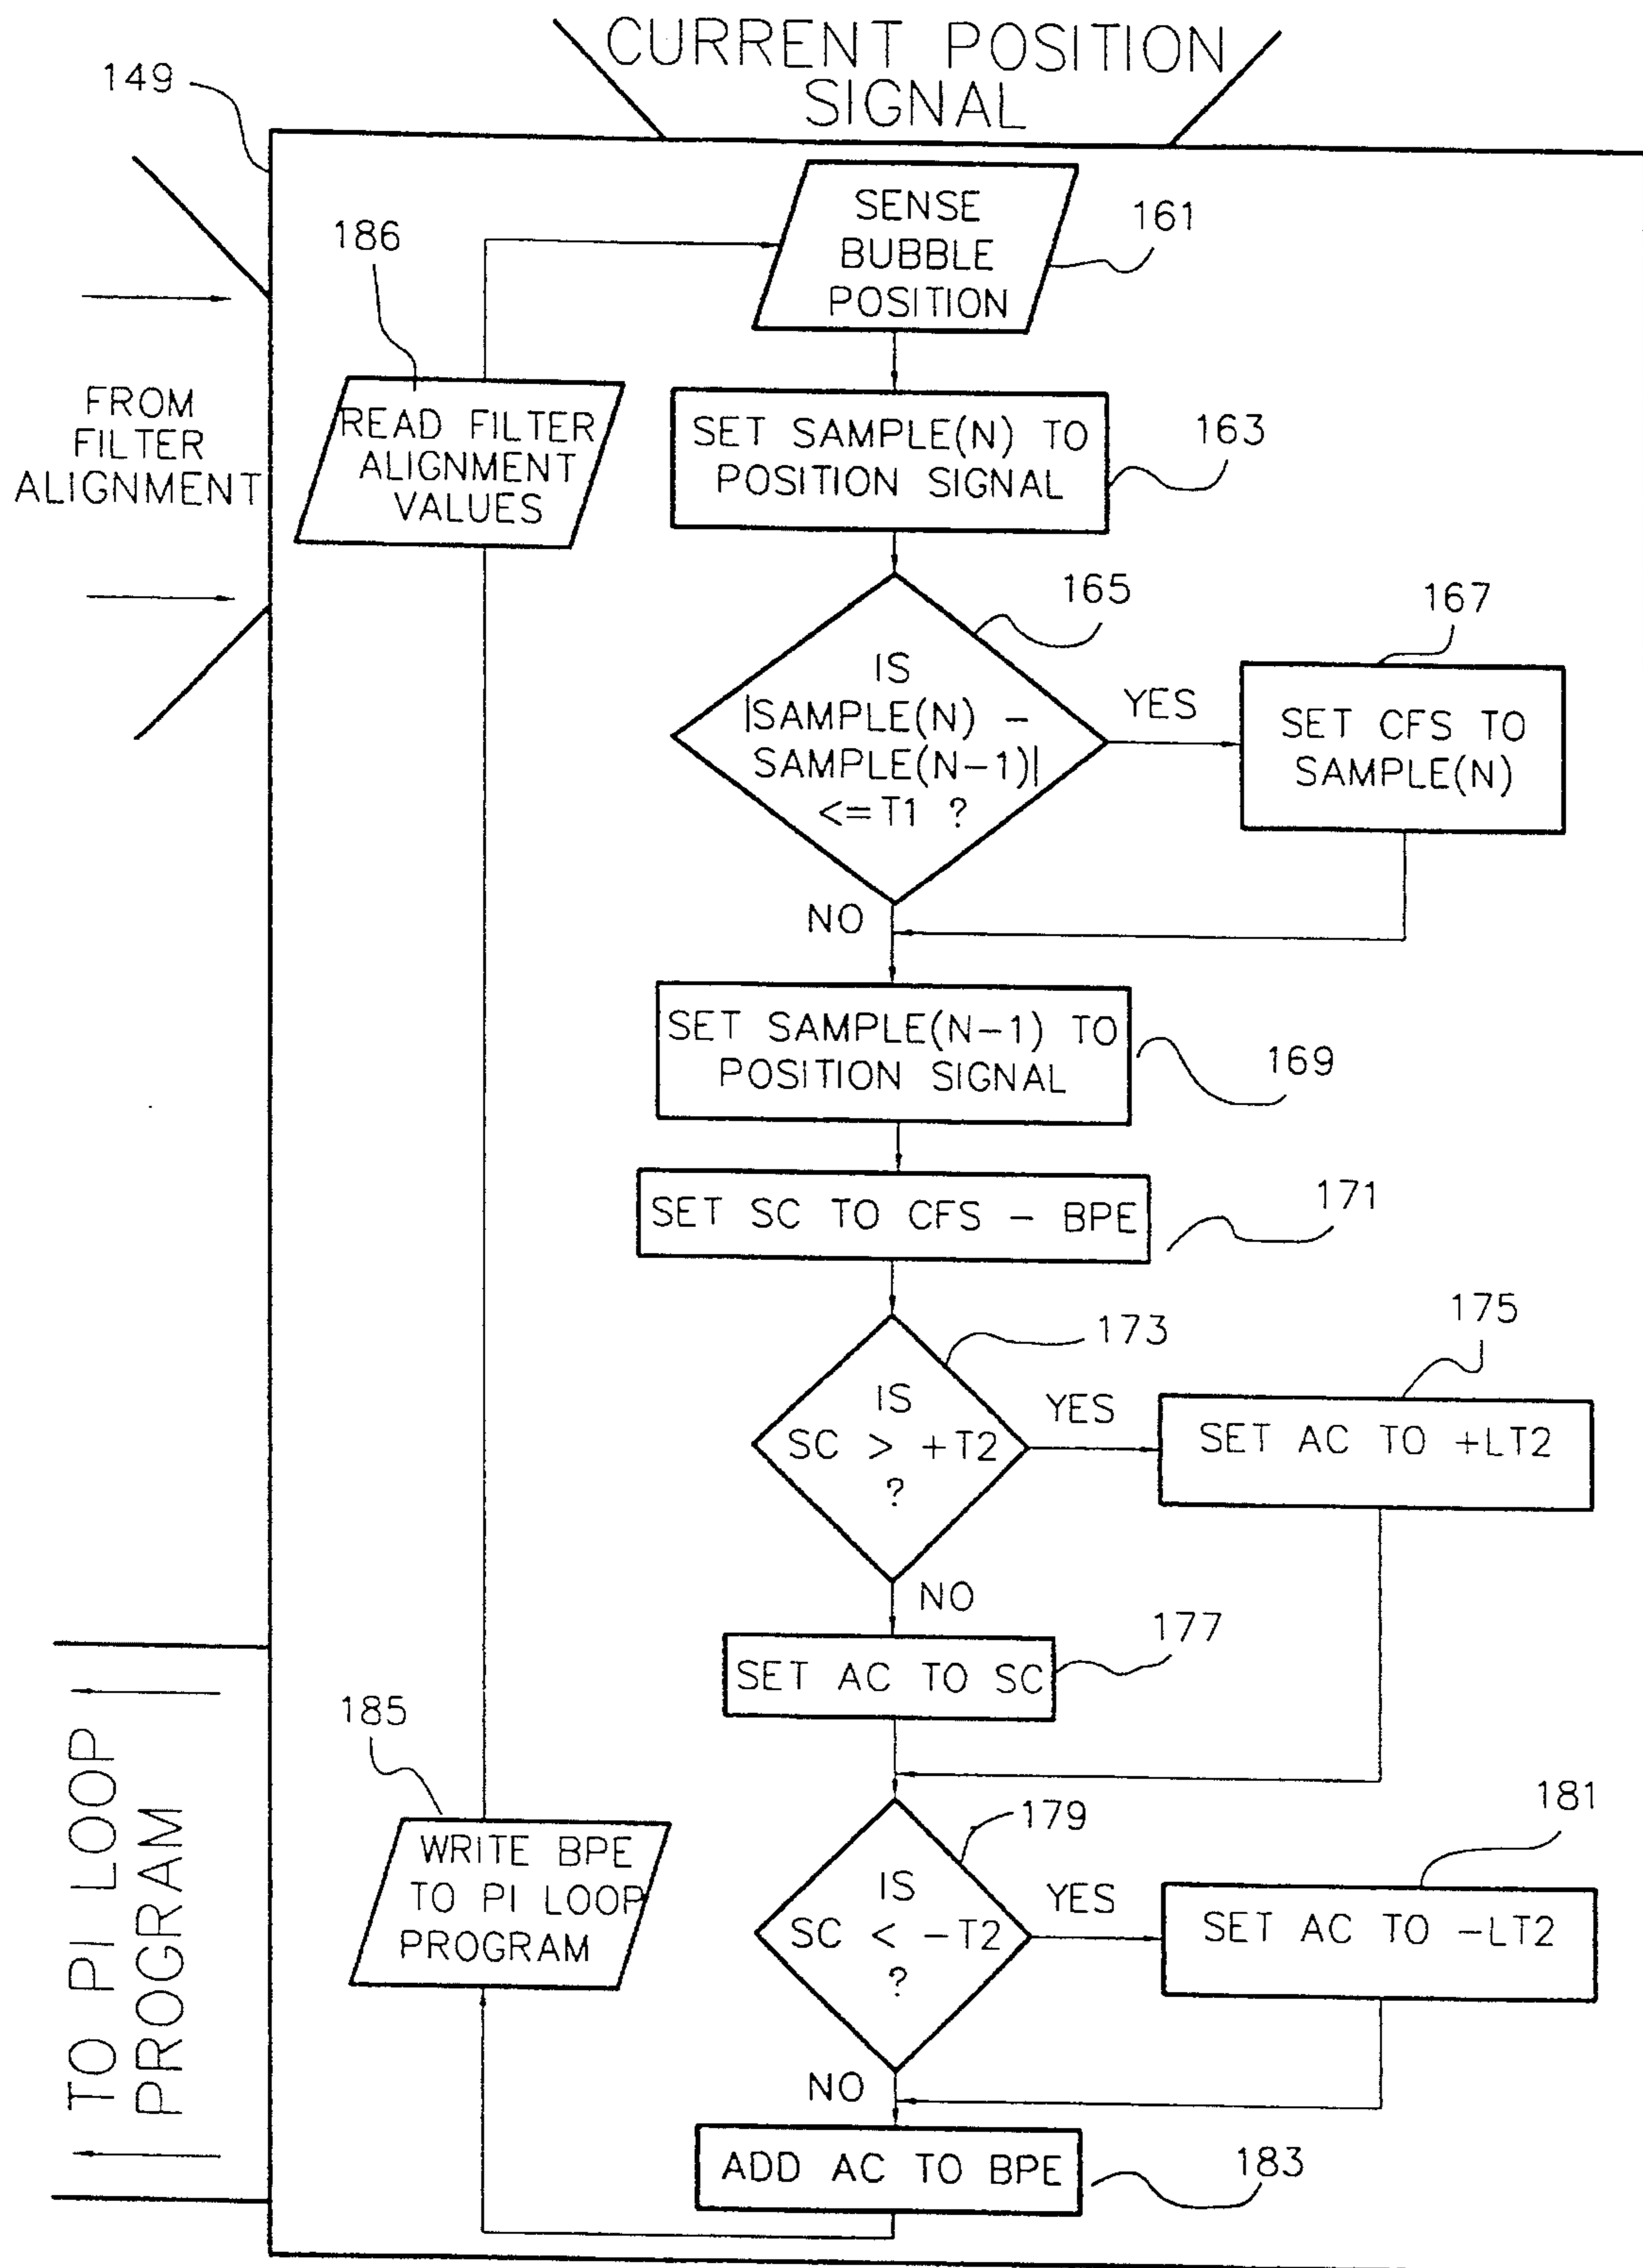 CURRENT POSITION
SIGNAL
149
SENSE
BUBBLE
POSITION
161
186
FROM
FILTER
ALIGNMENT
READ FILTER
ALIGNMENT
VALUES
SET SAMPLE(N) TO
POSITION SIGNAL
163
165
IS
|SAMPLE(N) -
SAMPLE(N-1)|
<=T1 ?
YES
167
SET CFS TO
SAMPLE(N)
NO
SET SAMPLE(N-1) TO
POSITION SIGNAL
169
SET SC TO CFS - BPE
171
173
IS
SC > +T2
?
YES
175
SET AC TO +LT2
NO
SET AC TO SC
177
TO PI LOOP
PROGRAM
185
WRITE BPE
TO PI LOOP
PROGRAM
179
IS
SC < -T2
?
YES
181
SET AC TO -LT2
NO
ADD AC TO BPE
183